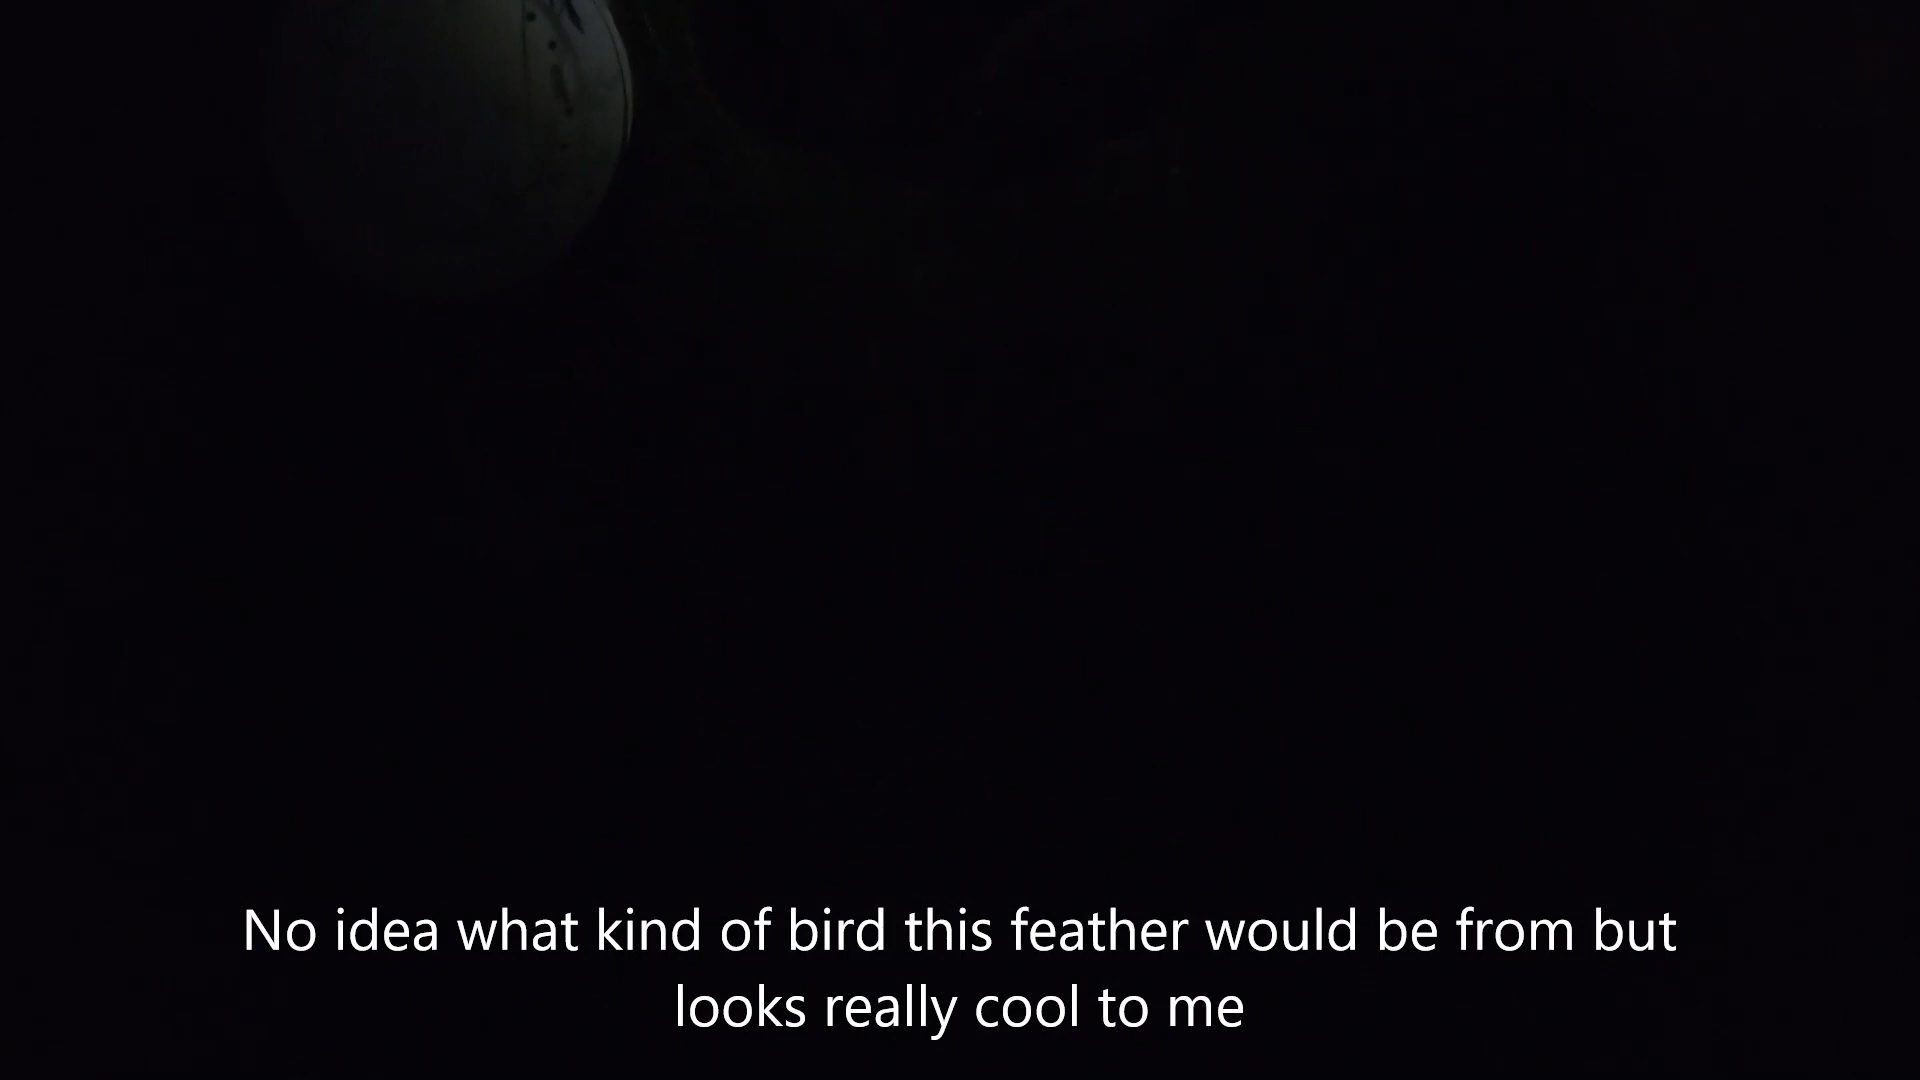 No idea what kind of bird this feather would be from but
looks really cool to me